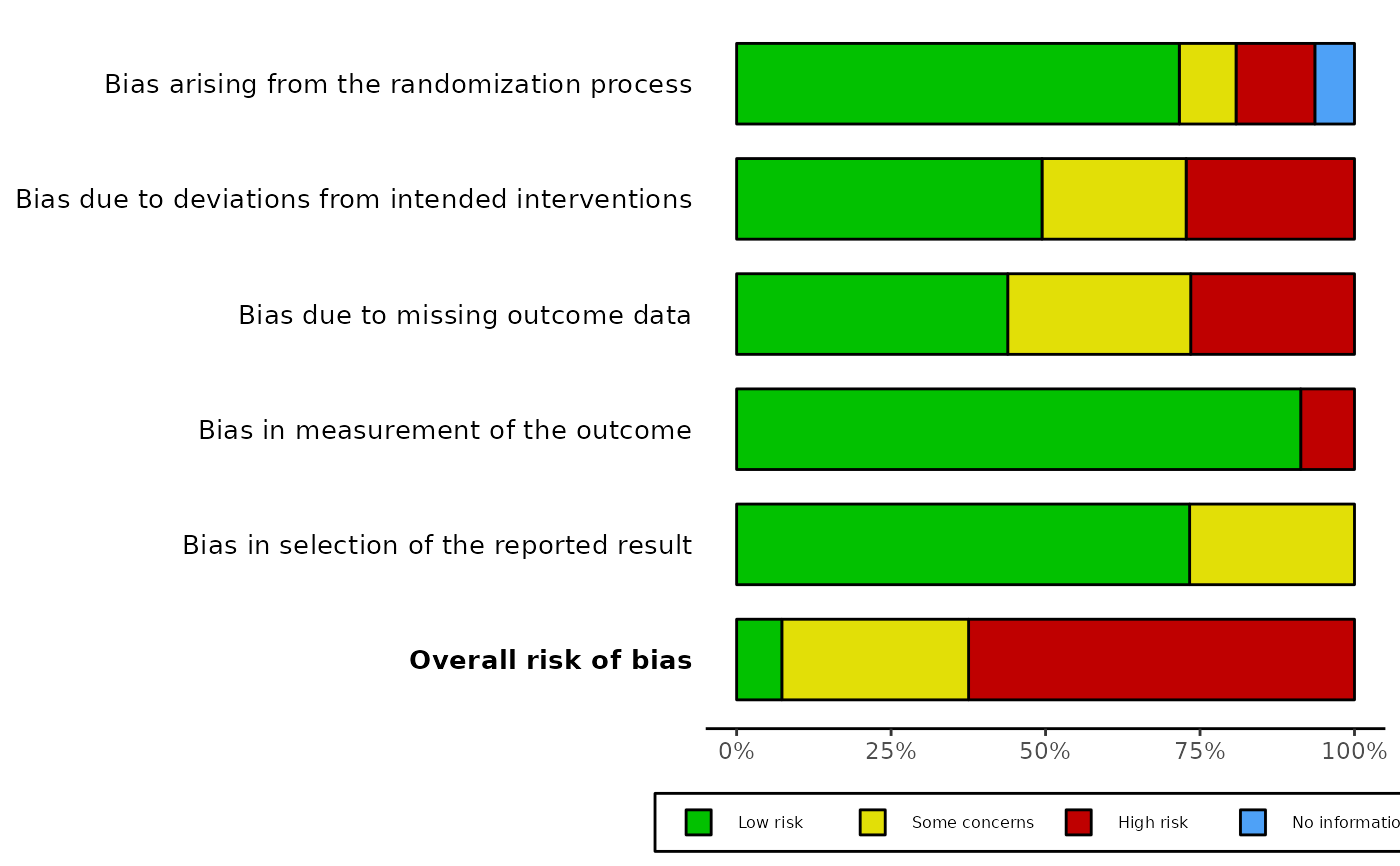 Bias arising from the randomization process
Bias due to deviations from intended interventions
Bias due to missing outcome data
Bias in measurement of the outcome
Bias in selection of the reported result
Overall risk of bias
0% 25% 50% 75% 100%
Low risk Some concerns High risk No informatio